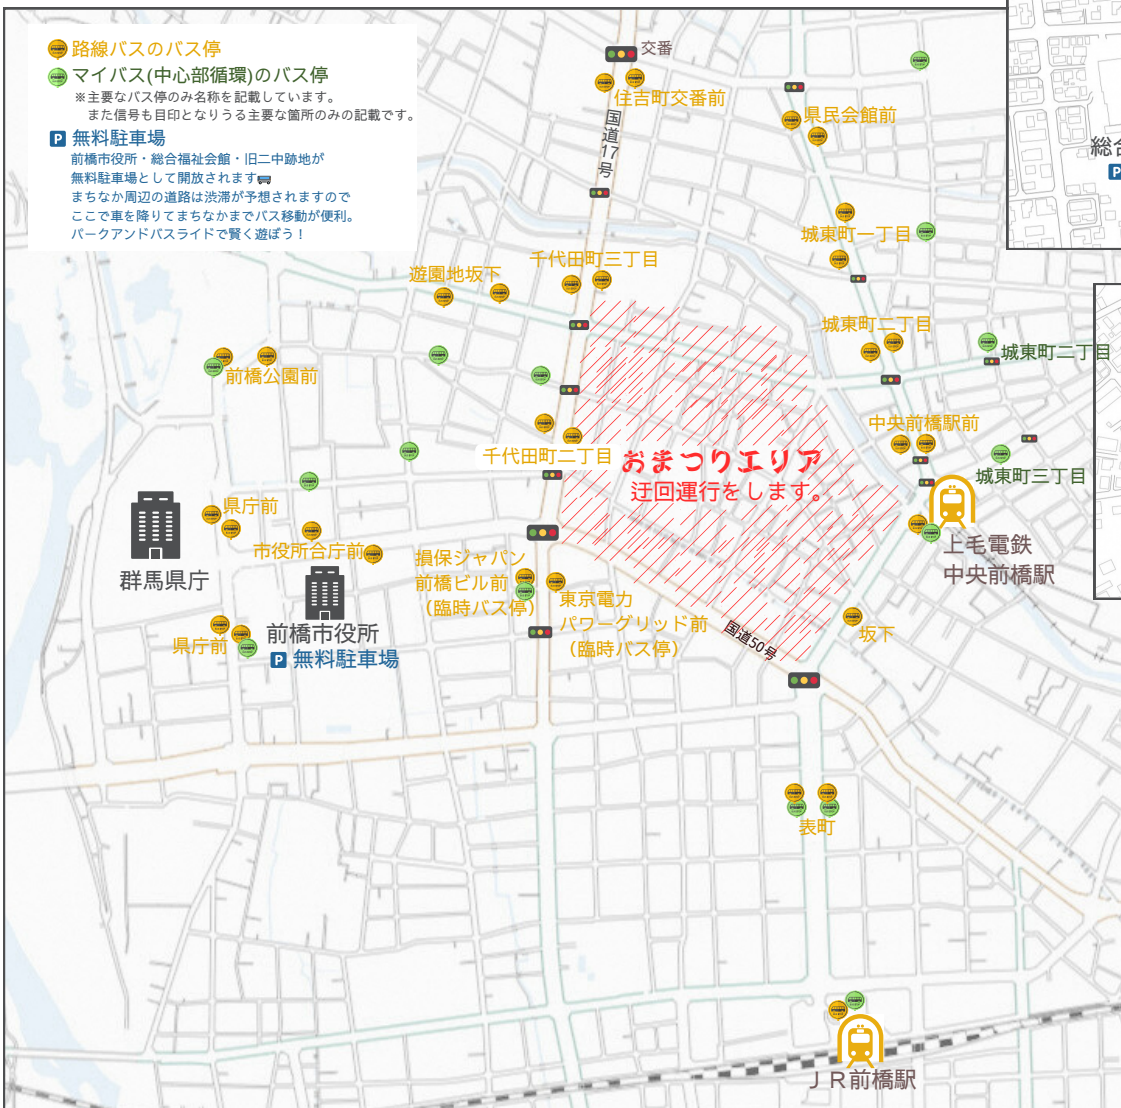 路線バスのバス停
マイバス(中心部循環)のバス停
※主要なバス停のみ名称を記載しています。
また信号も目印となりうる主要な箇所のみの記載です。
P 無料駐車場
前橋市役所・総合福祉会館・旧二中跡地が
無料駐車場として開放されます
まちなか周辺の道路は渋滞が予想されますので
ここで車を降りてまちなかまでバス移動が便利。
パークアンドバスライドで賢く遊ぼう！
交番
住吉町交番前
国道17号
県民会館前
総合
P
城東町一丁目
千代田町三丁目
遊園地坂下
城東町二丁目
城東町二丁目
前橋公園前
中央前橋駅前
千代田町二丁目
おまつりエリア
迂回運行をします。
城東町三丁目
県庁前
市役所合庁前
群馬県庁
上毛電鉄
中央前橋駅
損保ジャパン
前橋ビル前
（臨時バス停）
東京電力
パワーグリッド前
（臨時バス停）
国道50号
坂下
県庁前
前橋市役所
P 無料駐車場
表町
ＪＲ前橋駅